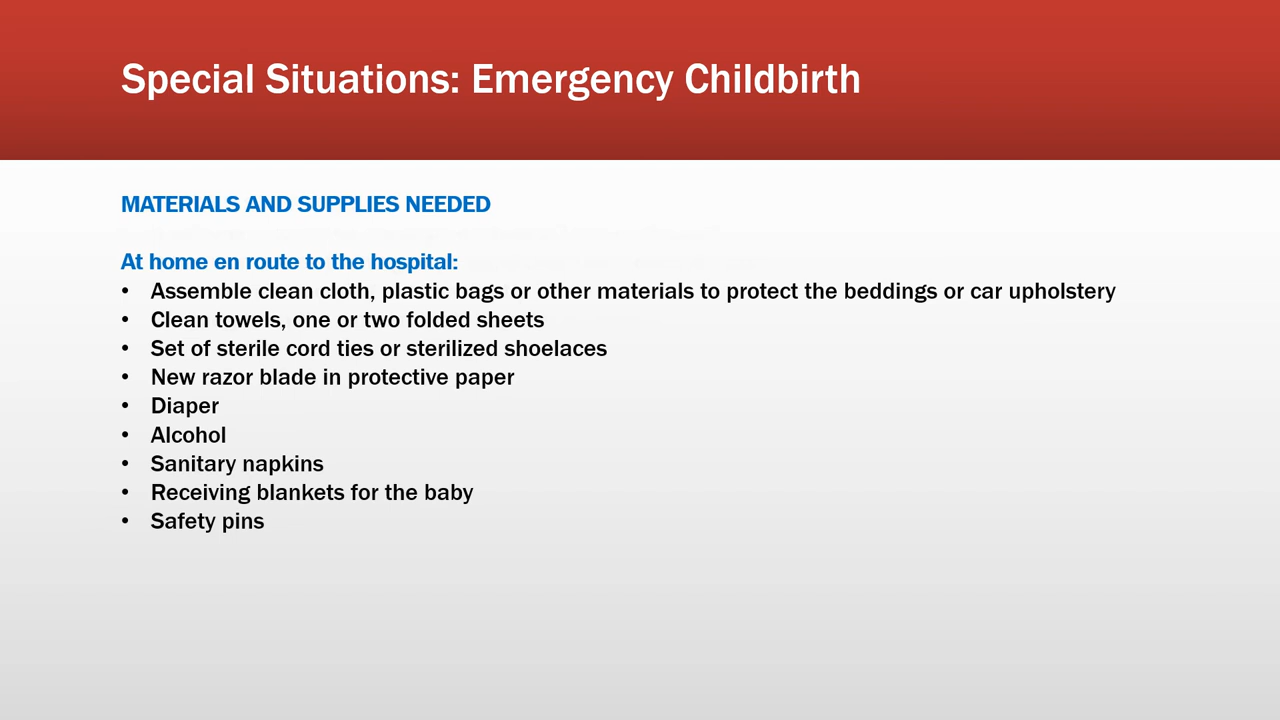 Special Situations: Emergency Childbirth
MATERIALS AND SUPPLIES NEEDED
At home en route to the hospital:
• Assemble clean cloth, plastic bags or other materials to protect the beddings or car upholstery
• Clean towels, one or two folded sheets
• Set of sterile cord ties or sterilized shoelaces
• New razor blade in protective paper
• Diaper
• Alcohol
• Sanitary napkins
• Receiving blankets for the baby
• Safety pins